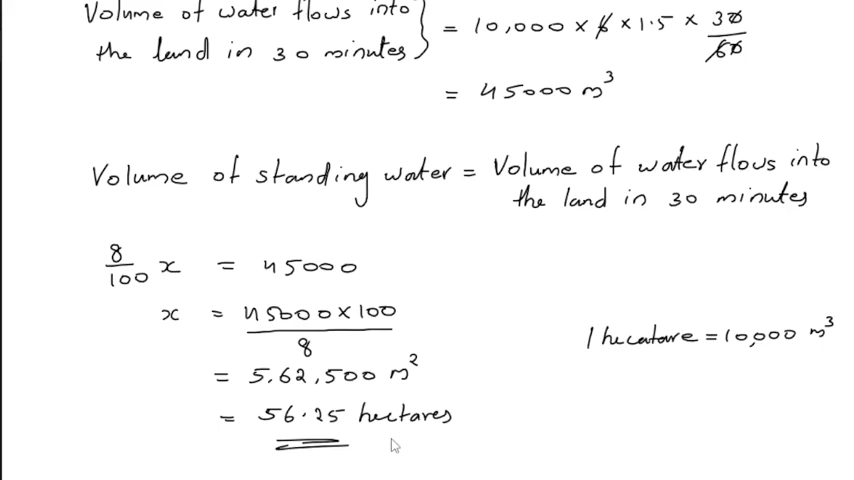 Volume of water flows into
the land in 30 minutes } = 10,000 × 6 × 1.5 × 30/60
= 45000 m³
Volume of standing water = Volume of water flows into
the land in 30 minutes
8/100 x = 45000
x = 45000 × 100 / 8
= 5,62,500 m²
= 56.25 hectares
1 hecatare = 10,000 m³